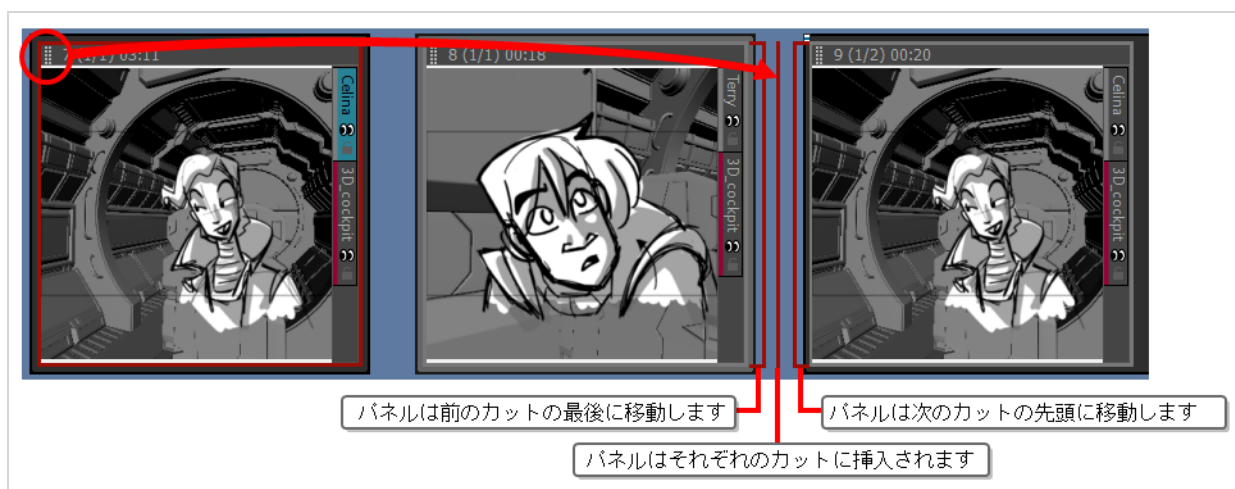 7 (1/1) 03:11
8 (1/1) 00:18
9 (1/2) 00:20
Celina
3D_cockpit
Terry
3D_cockpit
Celina
3D_cockpit
パネルは前のカットの最後に移動します
パネルは次のカットの先頭に移動します
パネルはそれぞれのカットに挿入されます